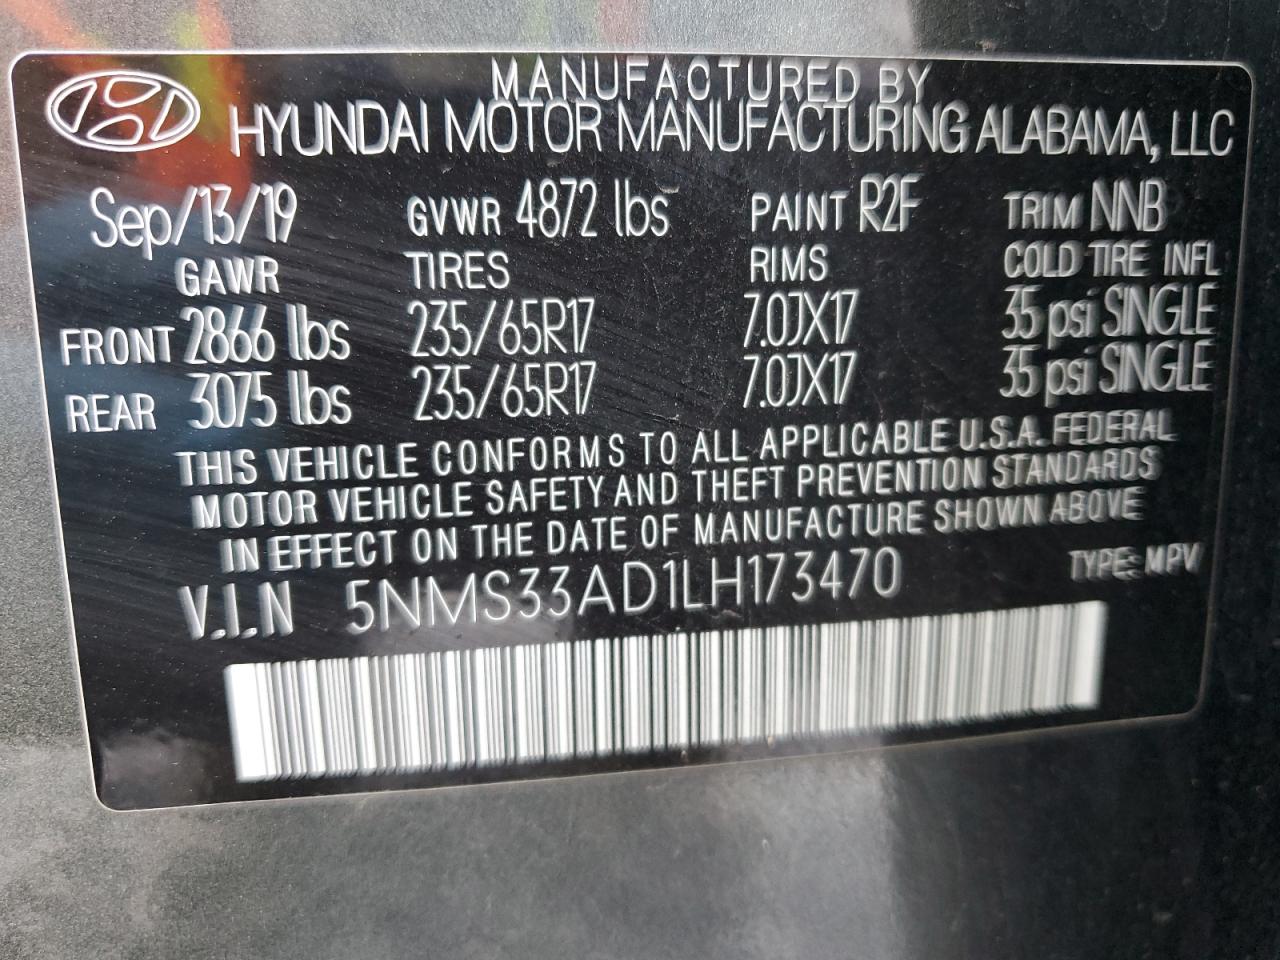 MANUFACTURED BY
HYUNDAI MOTOR MANUFACTURING ALABAMA, LLC
Sep/13/19 GVWR 4872 lbs PAINT R2F TRIM NNB
GAWR TIRES RIMS COLD TIRE INFL
FRONT 2866 lbs 235/65R17 7.0JX17 35 psi SINGLE
REAR 3075 lbs 235/65R17 7.0JX17 35 psi SINGLE
THIS VEHICLE CONFORMS TO ALL APPLICABLE U.S.A. FEDERAL
MOTOR VEHICLE SAFETY AND THEFT PREVENTION STANDARDS
IN EFFECT ON THE DATE OF MANUFACTURE SHOWN ABOVE
V.I.N 5NMS33AD1LH173470 TYPE: MPV